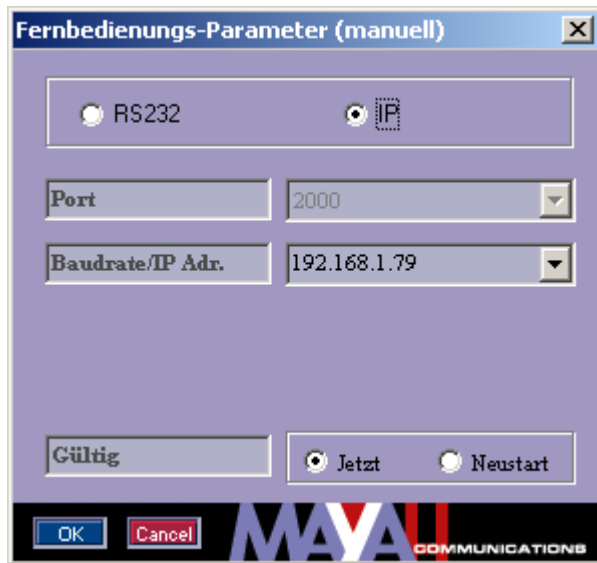 Fernbedienungs-Parameter (manuell)
RS232 IP
Port 2000
Baudrate/IP Adr. 192.168.1.79
Gültig Jetzt Neustart
OK Cancel MAYAH COMMUNICATIONS